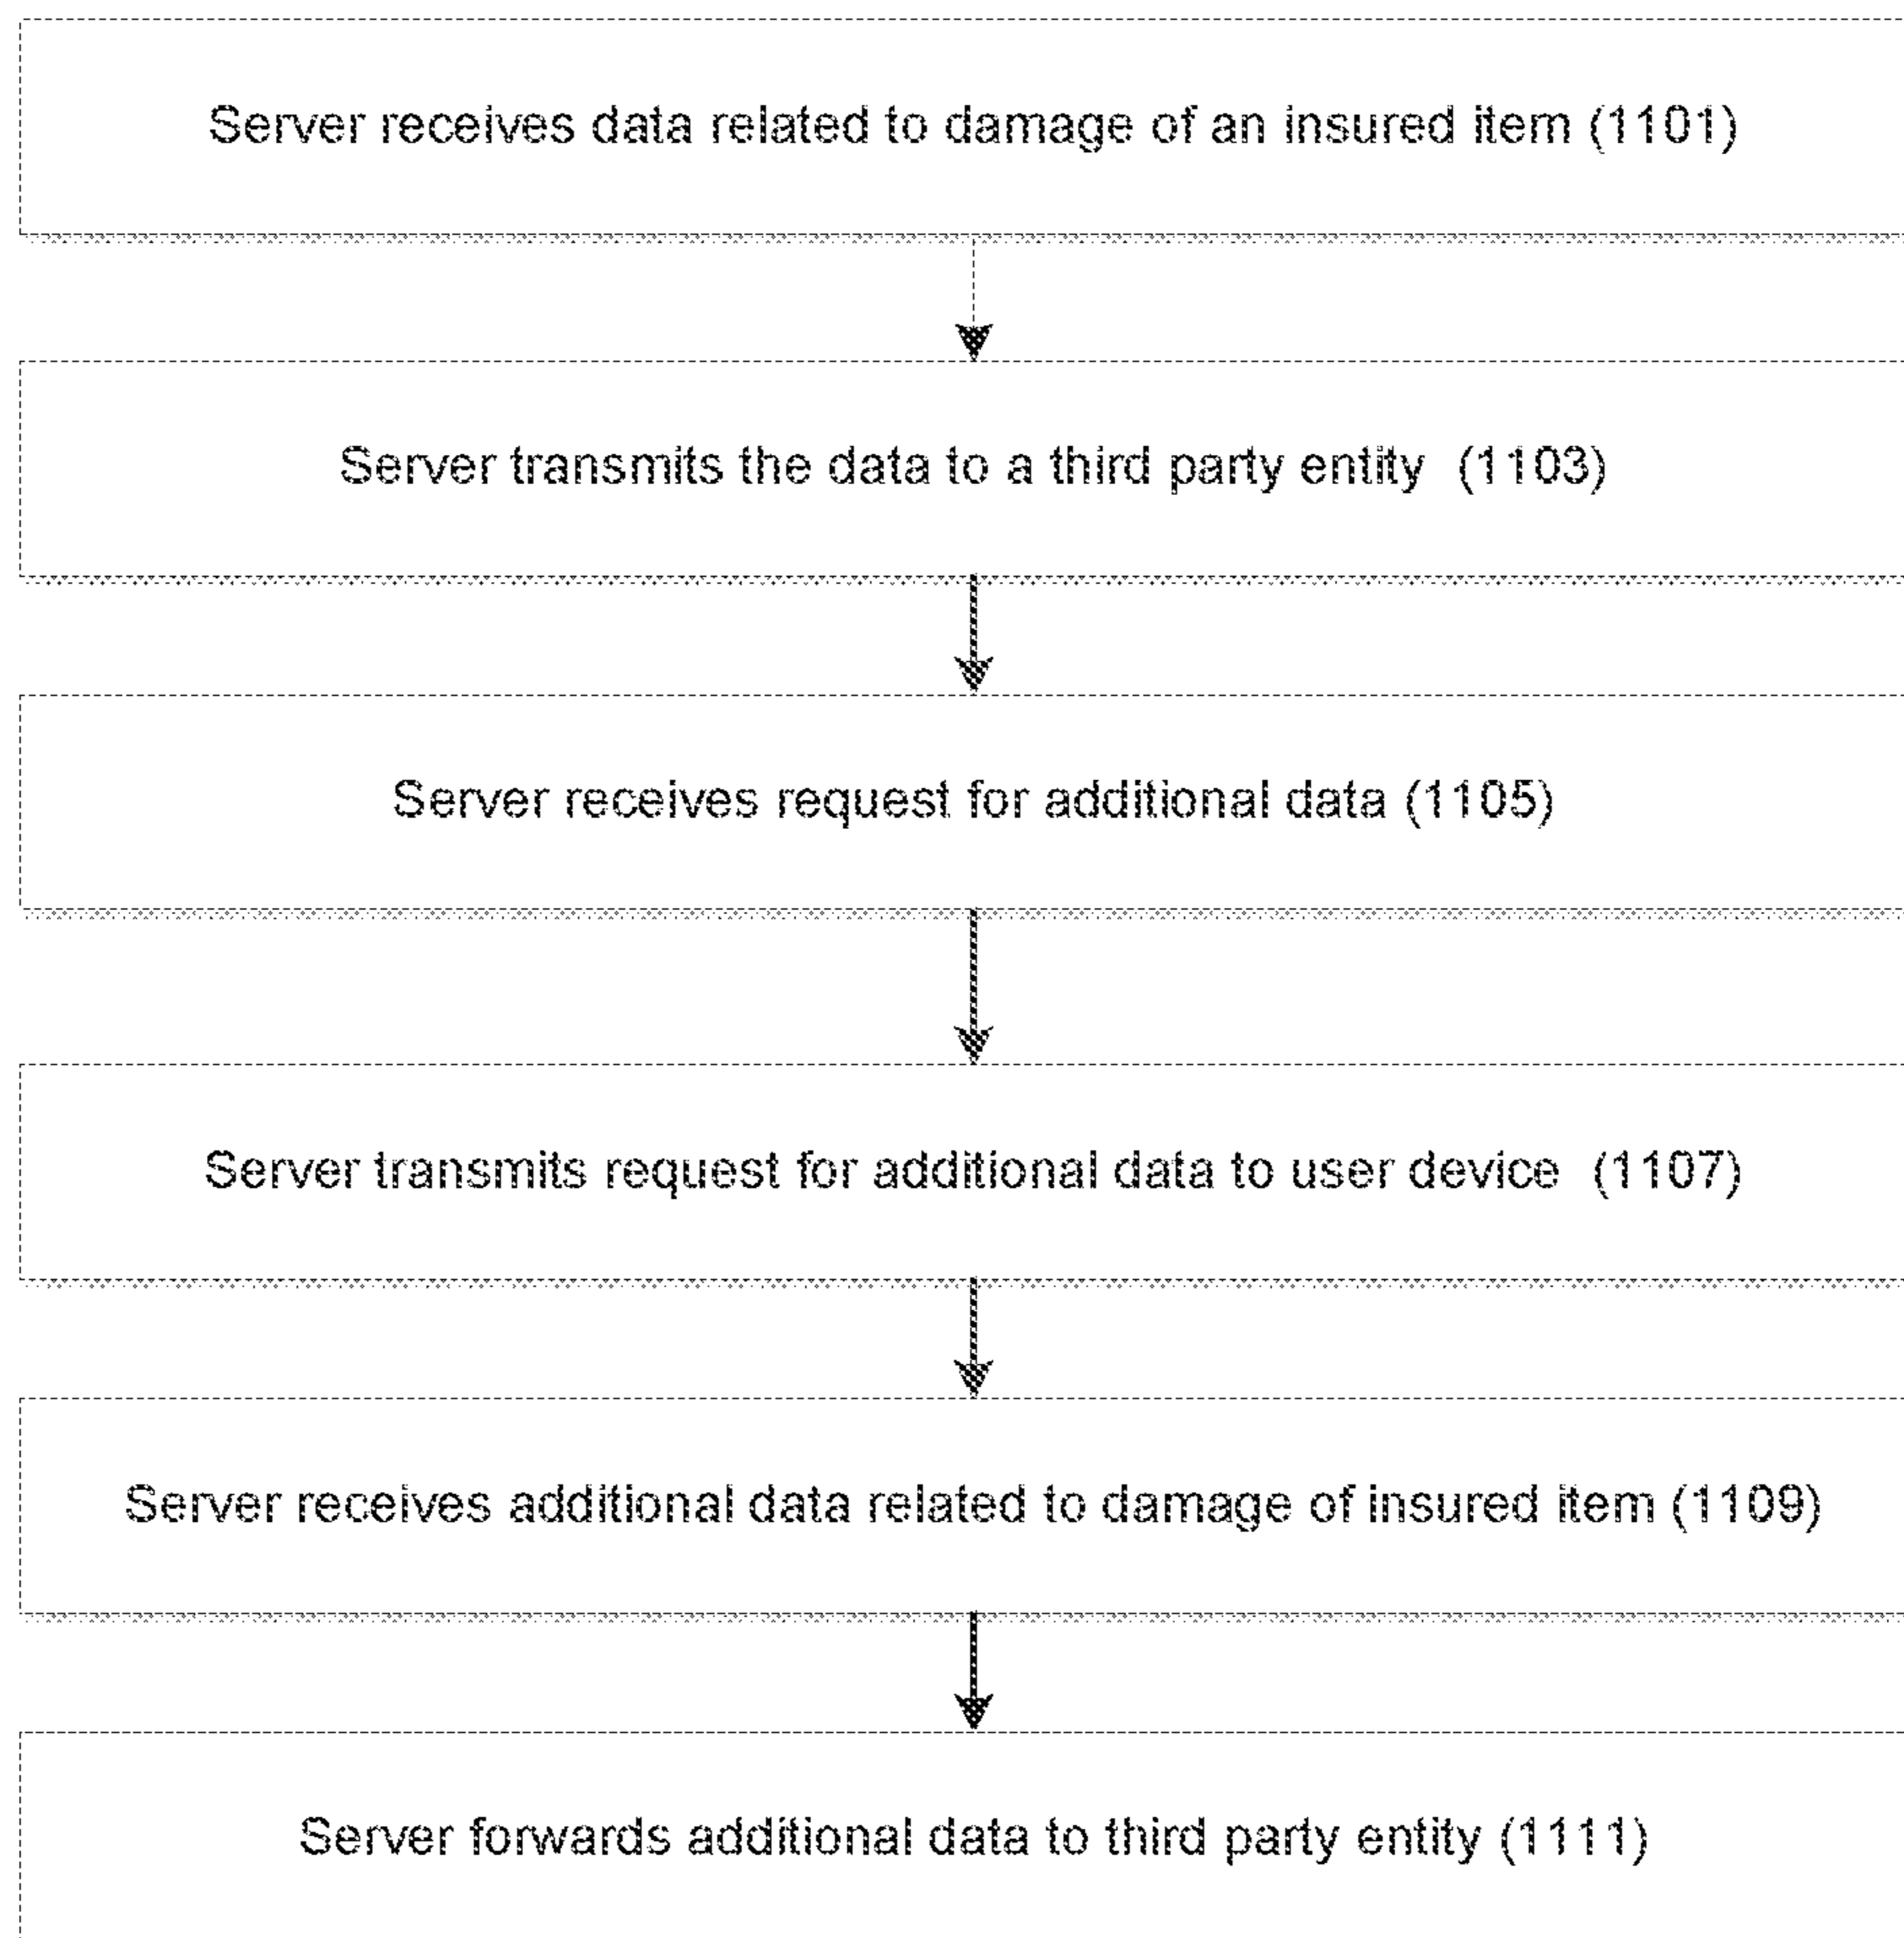 Server receives data related to damage of an insured item (1101)
Server transmits the data to a third party entity (1103)
Server receives request for additional data (1105)
Server transmits request for additional data to user device (1107)
Server receives additional data related to damage of insured item (1109)
Server forwards additional data to third party entity (1111)